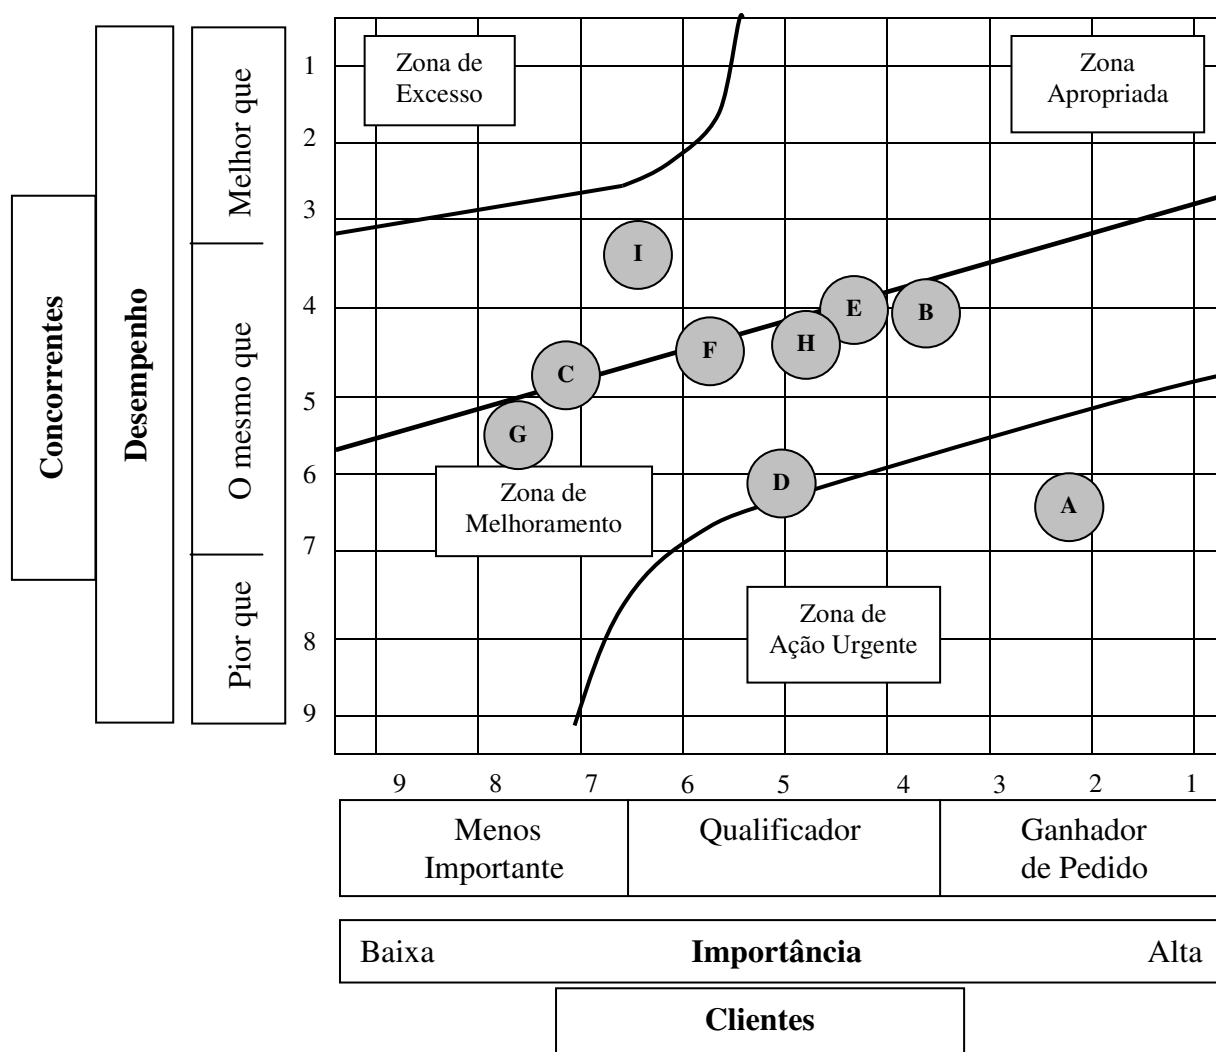 Concorrentes
Desempenho
Melhor que
O mesmo que
Pior que
1
2
3
4
5
6
7
8
9
Zona de
Excesso
Zona
Apropriada
I
E
B
H
F
C
G
D
A
Zona de
Melhoramento
Zona de
Ação Urgente
9 8 7 6 5 4 3 2 1
Menos
Importante
Qualificador
Ganhador
de Pedido
Baixa Importância Alta
Clientes